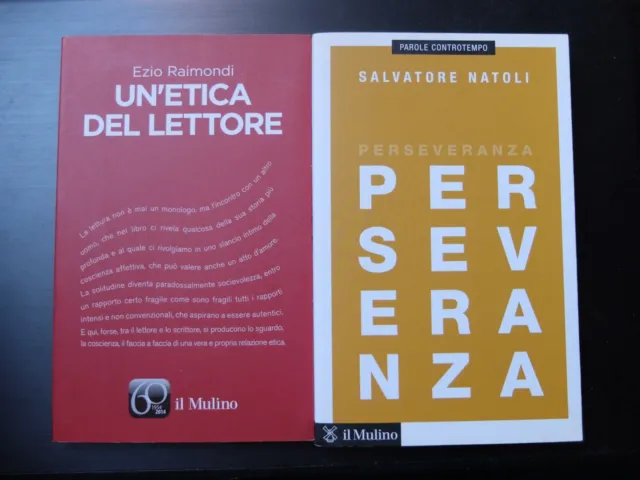 Ezio Raimondi
UN'ETICA
DEL LETTORE
La lettura non è mai un monologo, ma l'incontro con un altro
uomo, che nel libro ci rivela qualcosa della sua storia più
profonda e al quale ci rivolgiamo in uno slancio intimo della
coscienza affettiva, che può valere anche un atto d'amore.
La solitudine diventa paradossalmente socievolezza, entro
un rapporto certo fragile come sono fragili tutti i rapporti
intensi e non convenzionali, che aspirano a essere autentici.
E qui, forse, tra il lettore e lo scrittore, si producono lo sguardo,
la coscienza, il faccia a faccia di una vera e propria relazione etica.
60
1954
2014
il Mulino
PAROLE CONTROTEMPO
SALVATORE NATOLI
PERSEVERANZA
PER
SEV
ERA
NZA
il Mulino